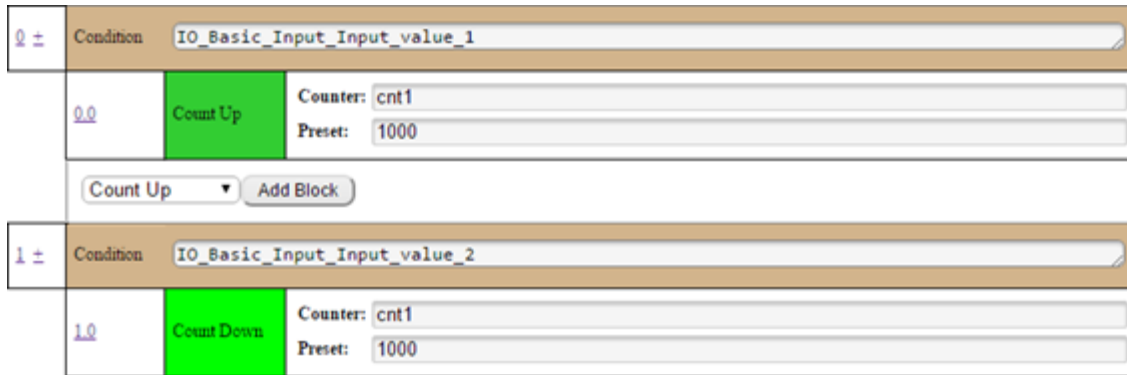 0 ±
Condition
IO_Basic_Input_Input_value_1
0.0
Count Up
Counter: cnt1
Preset: 1000
Count Up ▼ Add Block
1 ±
Condition
IO_Basic_Input_Input_value_2
1.0
Count Down
Counter: cnt1
Preset: 1000